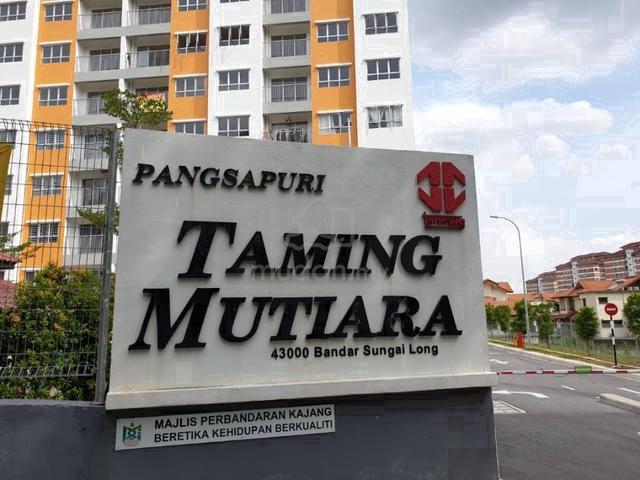 PANGSAPURI
TAMING
MUTIARA
43000 Bandar Sungai Long
MAJLIS PERBANDARAN KAJANG
BERETIKA KEHIDUPAN BERKUALITI